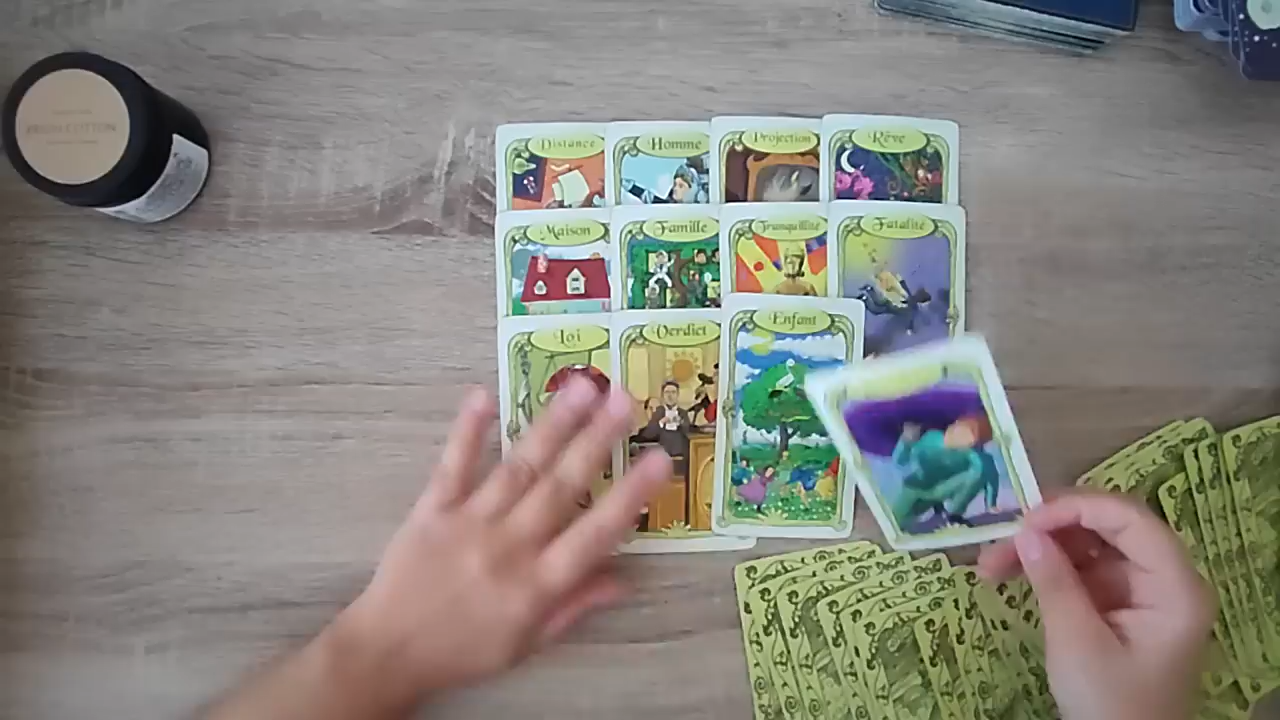 Distance
Homme
Projection
Rêve
Maison
Famille
Tranquillité
Fatalité
Loi
Verdict
Enfant